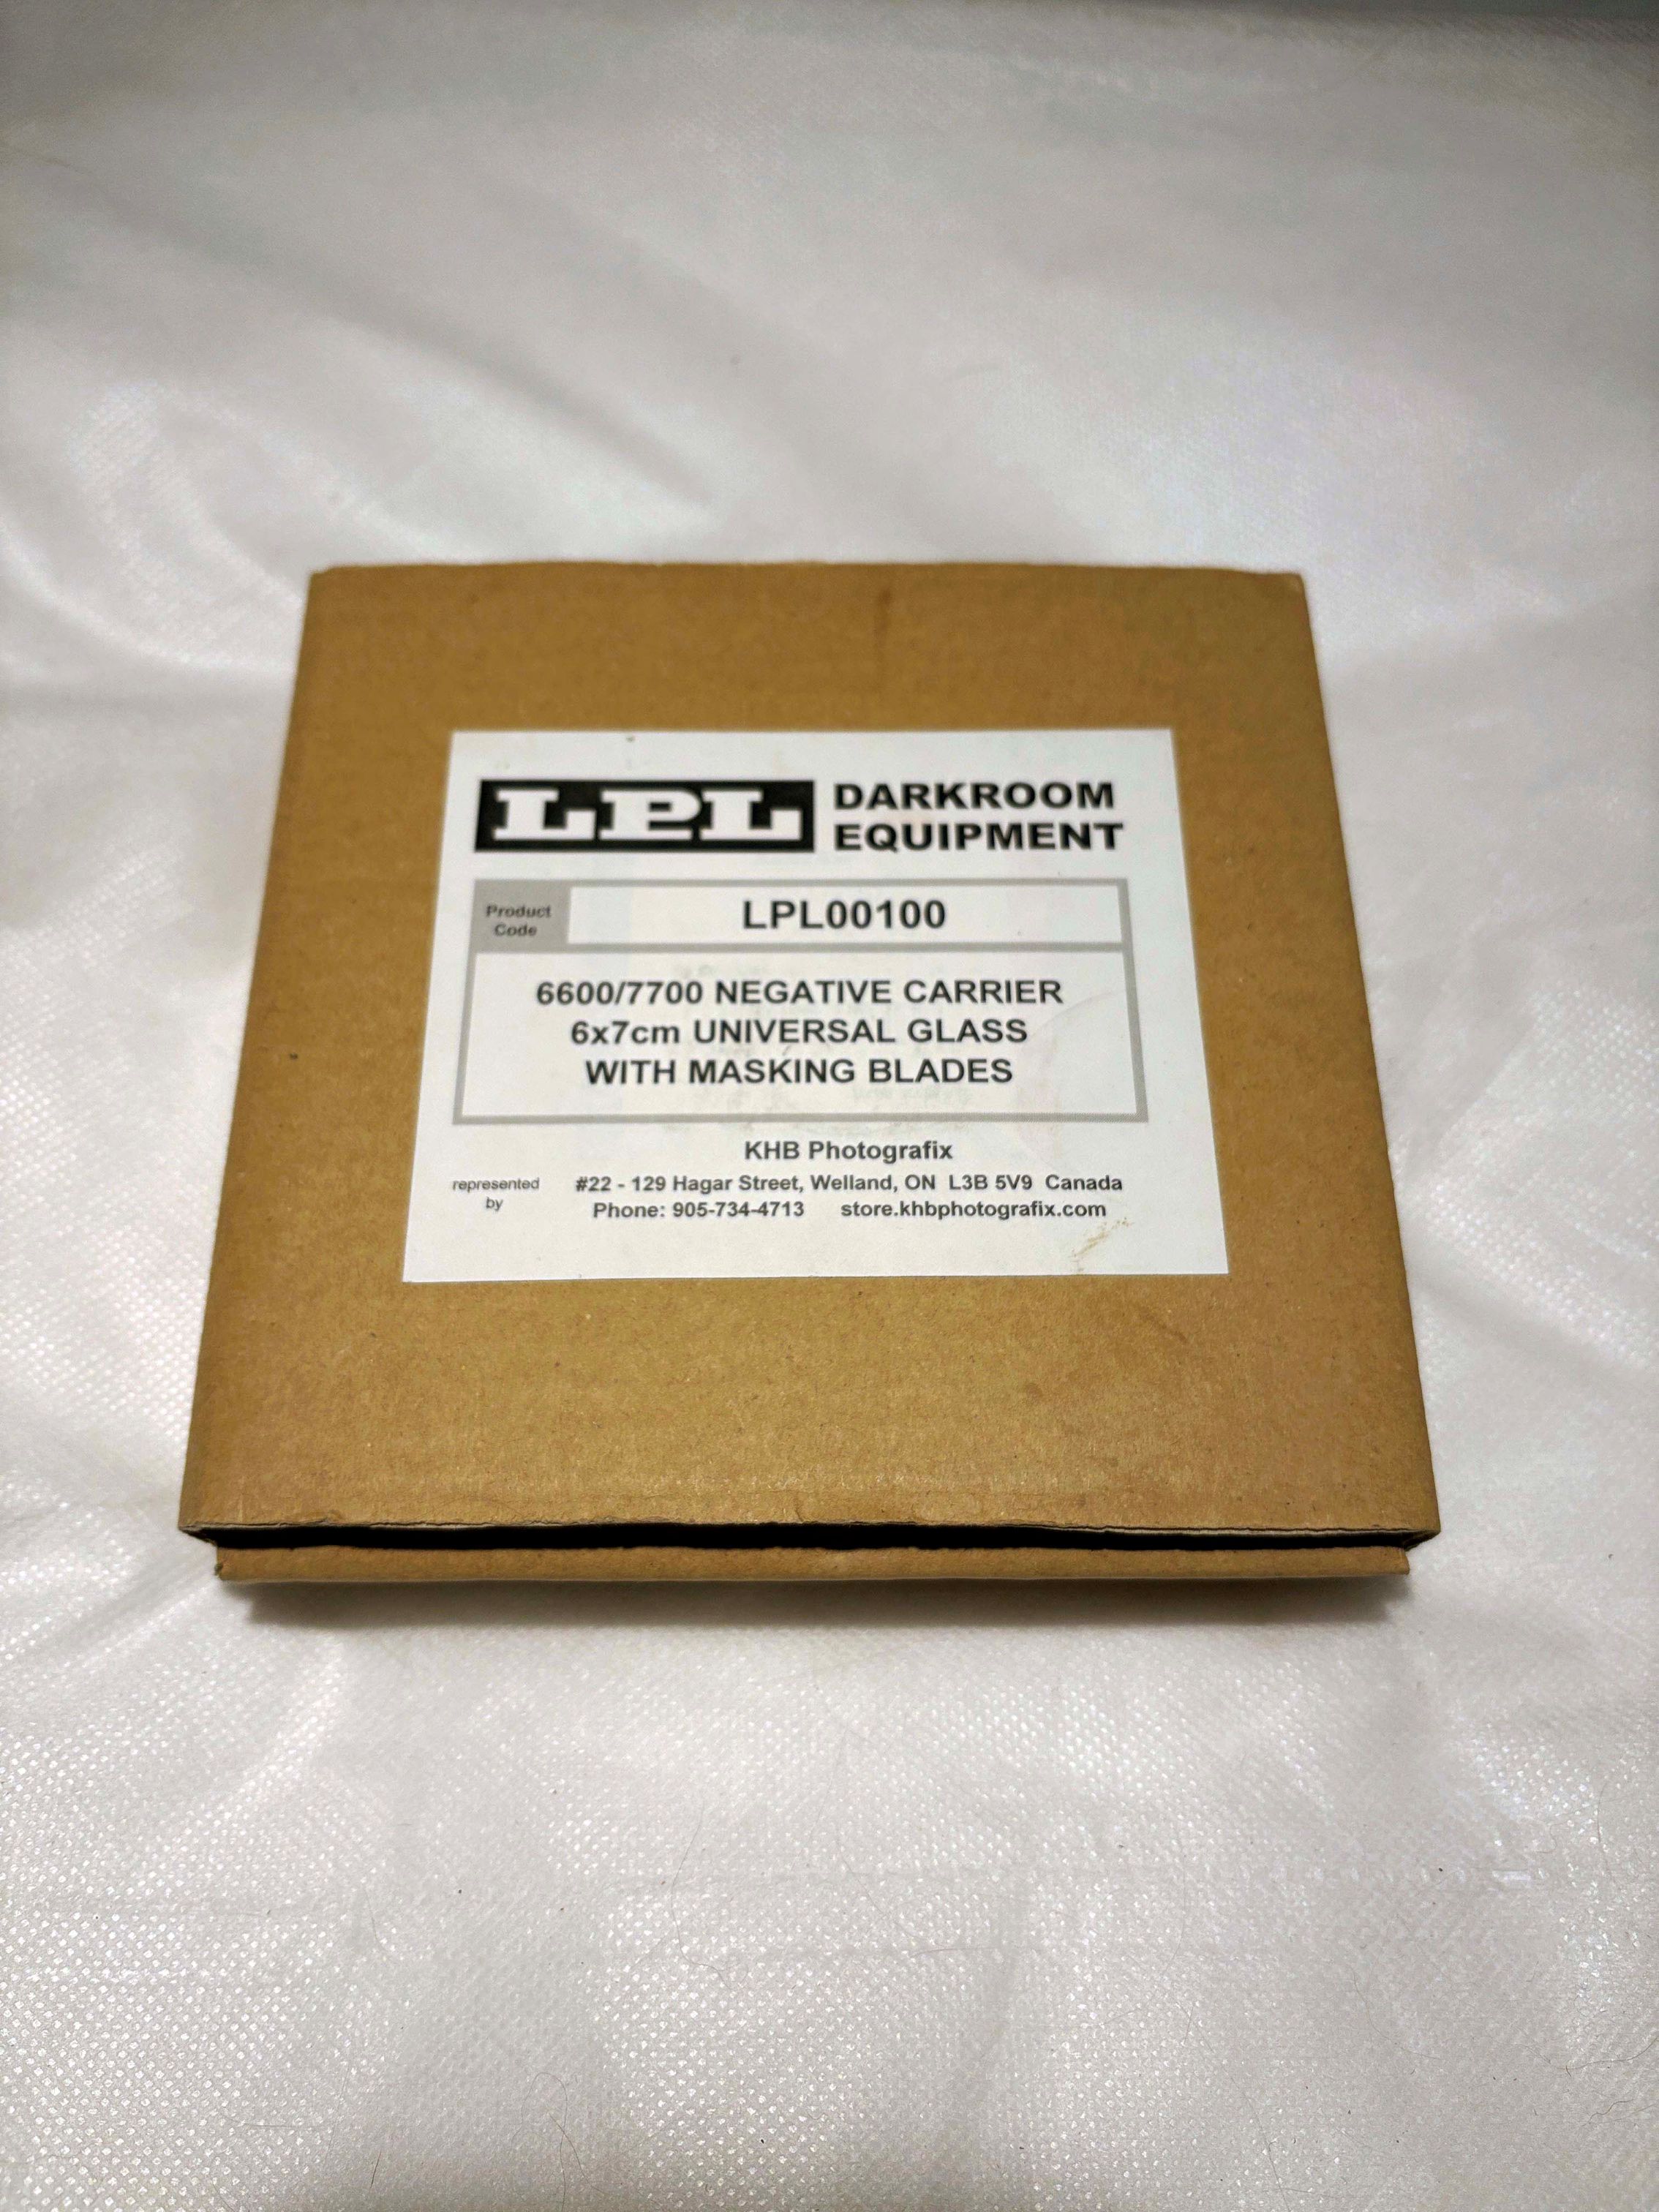 LPL DARKROOM
EQUIPMENT
Product
Code
LPL00100
6600/7700 NEGATIVE CARRIER
6x7cm UNIVERSAL GLASS
WITH MASKING BLADES
KHB Photografix
represented
by
#22 - 129 Hagar Street, Welland, ON L3B 5V9 Canada
Phone: 905-734-4713 store.khbphotografix.com